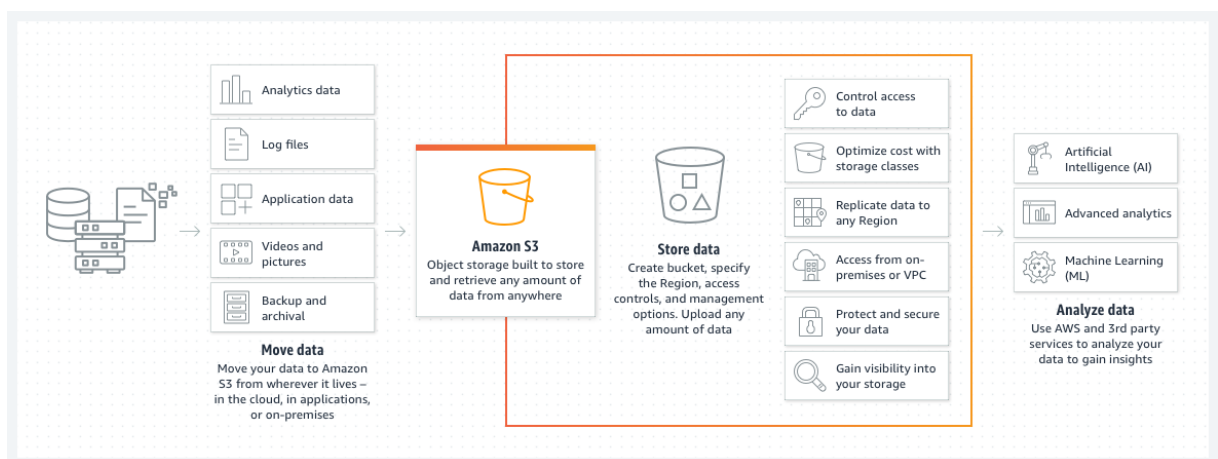 Analytics data
Log files
Application data
Videos and
pictures
Backup and
archival
Move data
Move your data to Amazon
S3 from wherever it lives –
in the cloud, in applications,
or on-premises
Amazon S3
Object storage built to store
and retrieve any amount of
data from anywhere
Store data
Create bucket, specify
the Region, access
controls, and management
options. Upload any
amount of data
Control access
to data
Optimize cost with
storage classes
Replicate data to
any Region
Access from on-
premises or VPC
Protect and secure
your data
Gain visibility into
your storage
Artificial
Intelligence (AI)
Advanced analytics
Machine Learning
(ML)
Analyze data
Use AWS and 3rd party
services to analyze your
data to gain insights